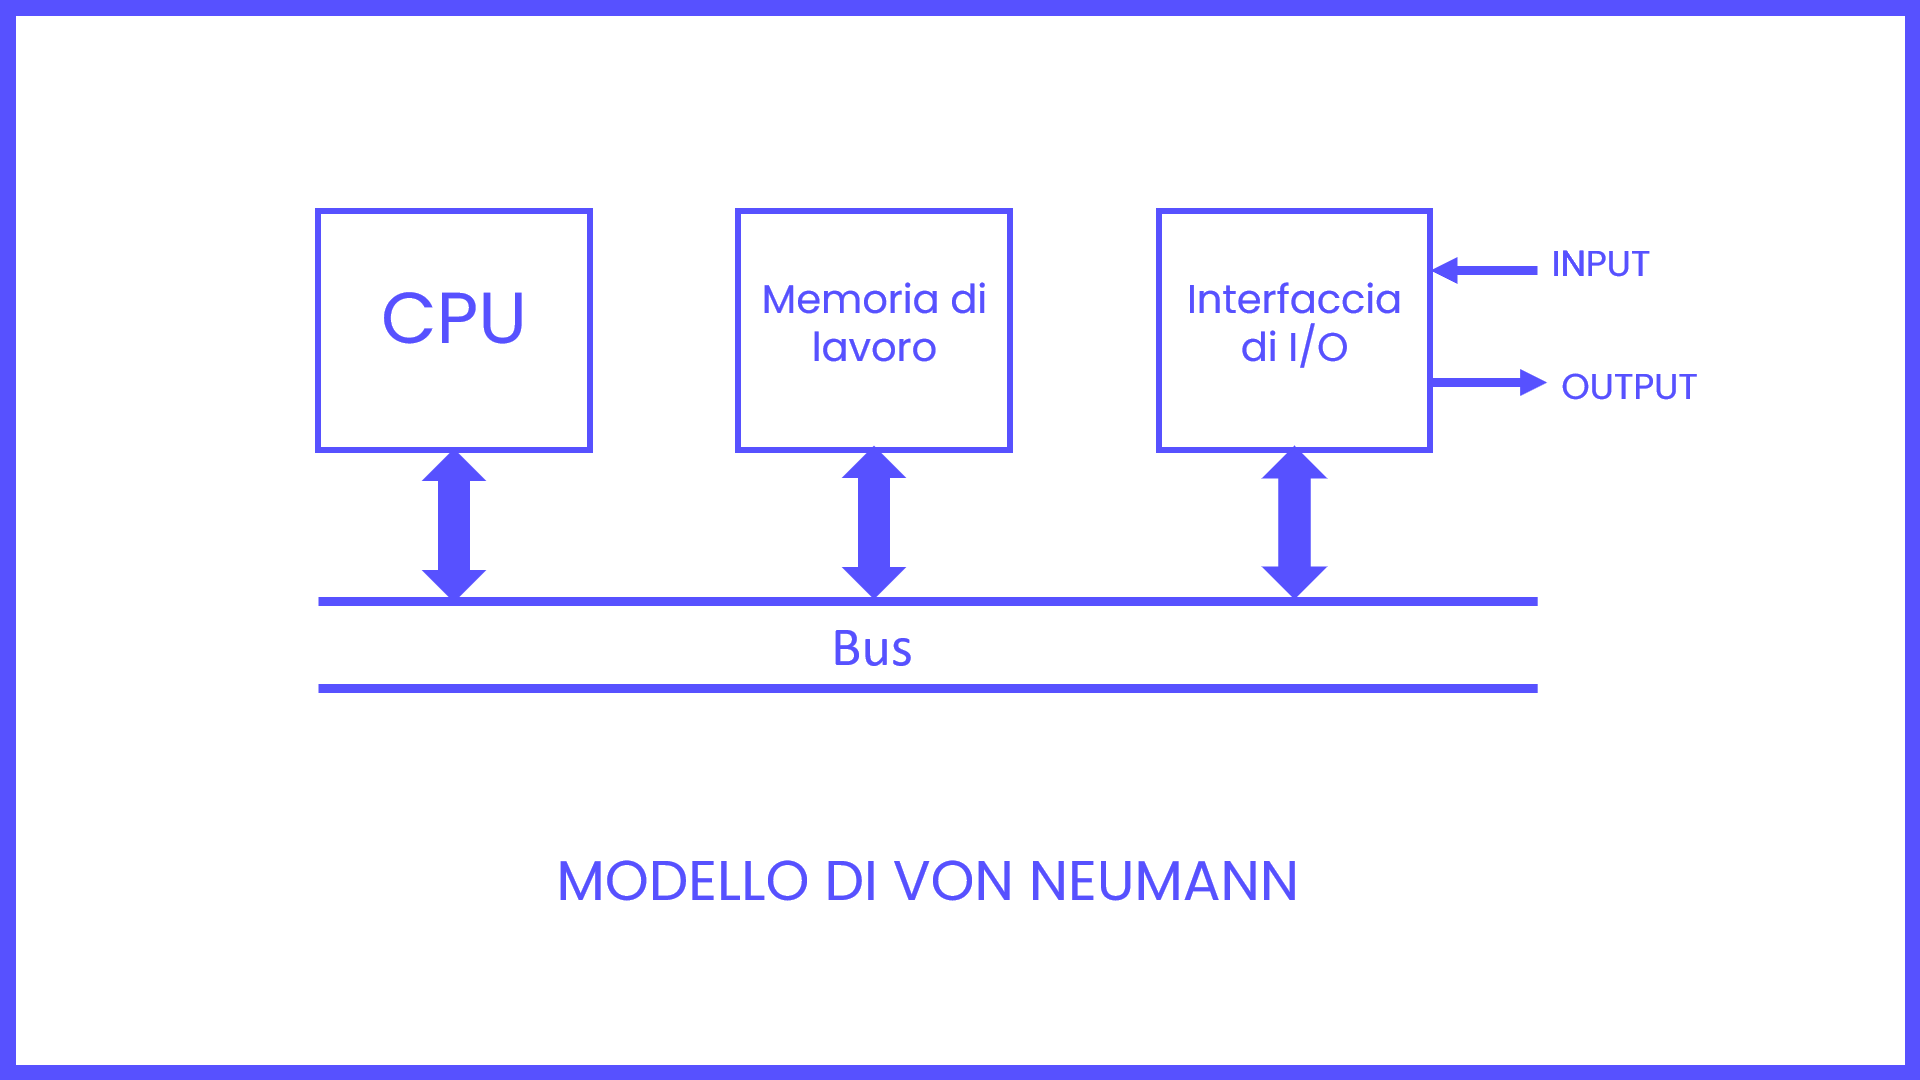 CPU
Memoria di
lavoro
Interfaccia
di I/O
INPUT
OUTPUT
Bus
MODELLO DI VON NEUMANN